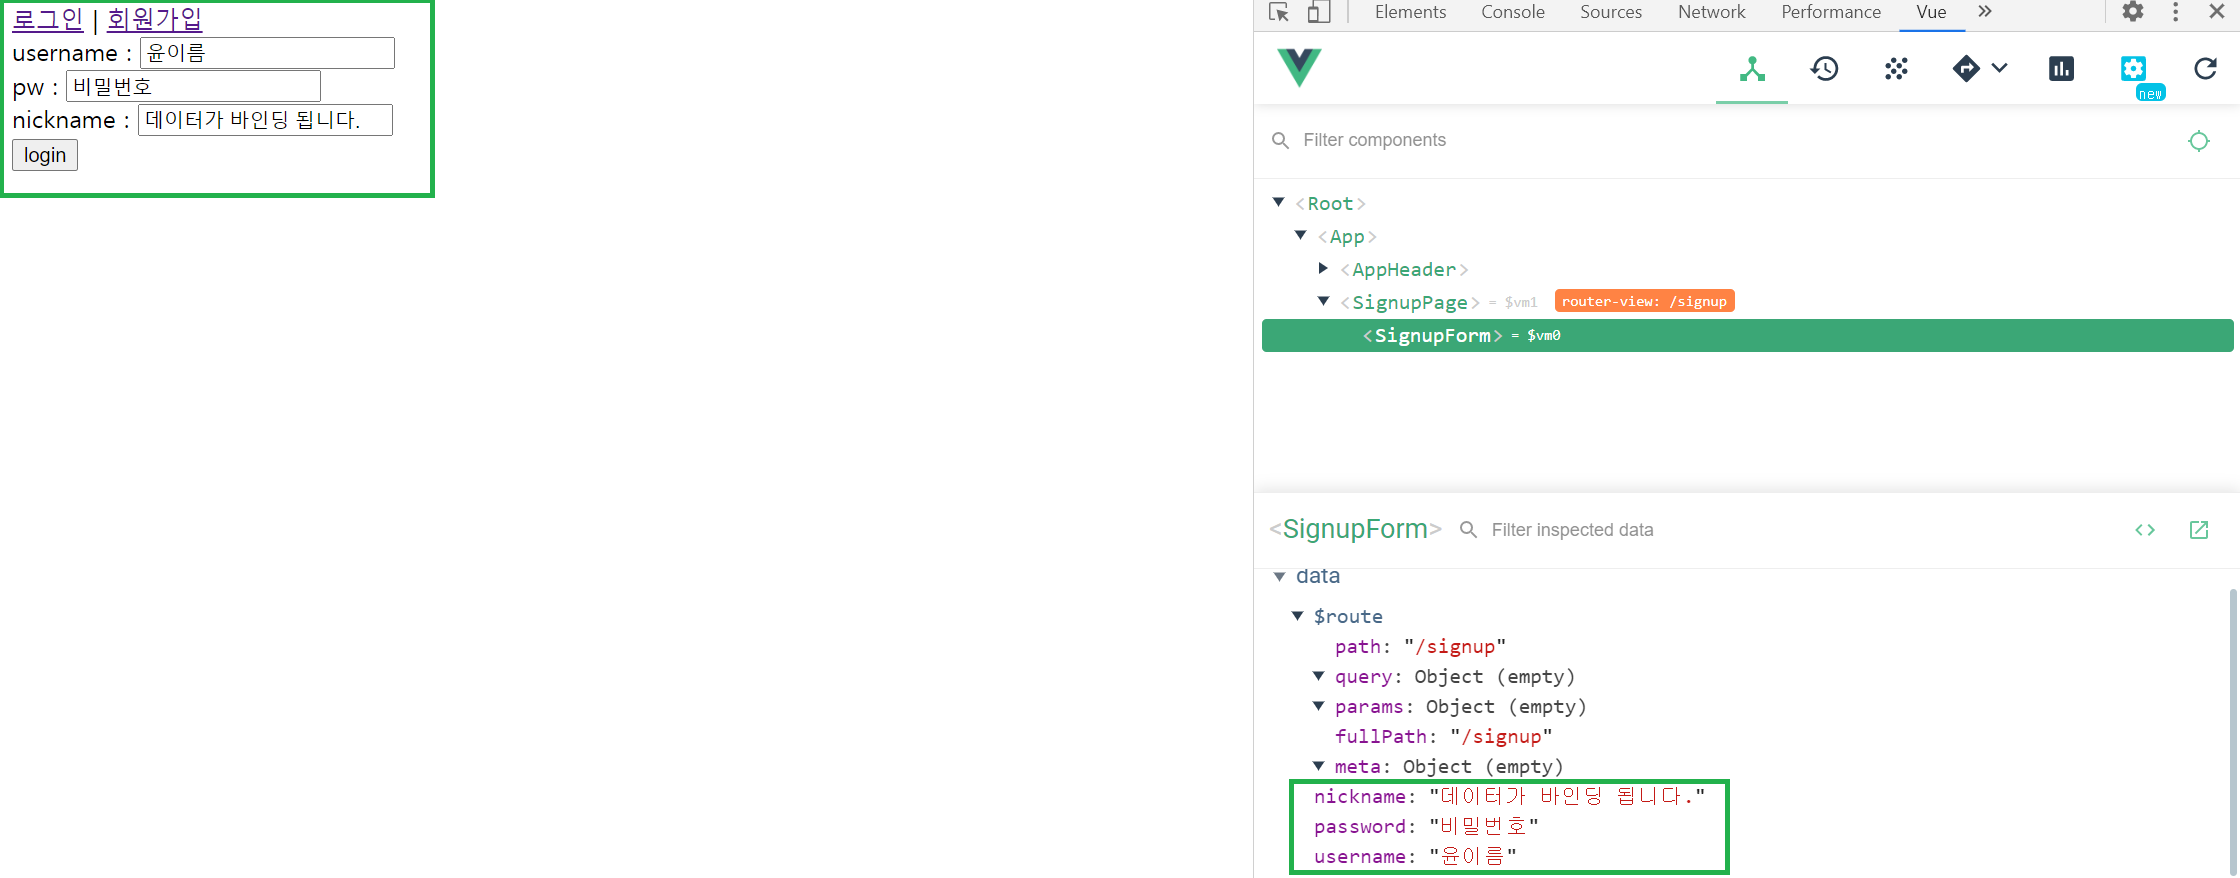 로그인 | 회원가입
username : 윤이름
pw : 비밀번호
nickname : 데이터가 바인딩 됩니다.
login
Elements Console Sources Network Performance Vue »
new
Filter components
<Root>
<App>
<AppHeader>
<SignupPage> = $vm1 router-view: /signup
<SignupForm> = $vm0
<SignupForm> Filter inspected data
data
$route
path: "/signup"
query: Object (empty)
params: Object (empty)
fullPath: "/signup"
meta: Object (empty)
nickname: "데이터가 바인딩 됩니다."
password: "비밀번호"
username: "윤이름"